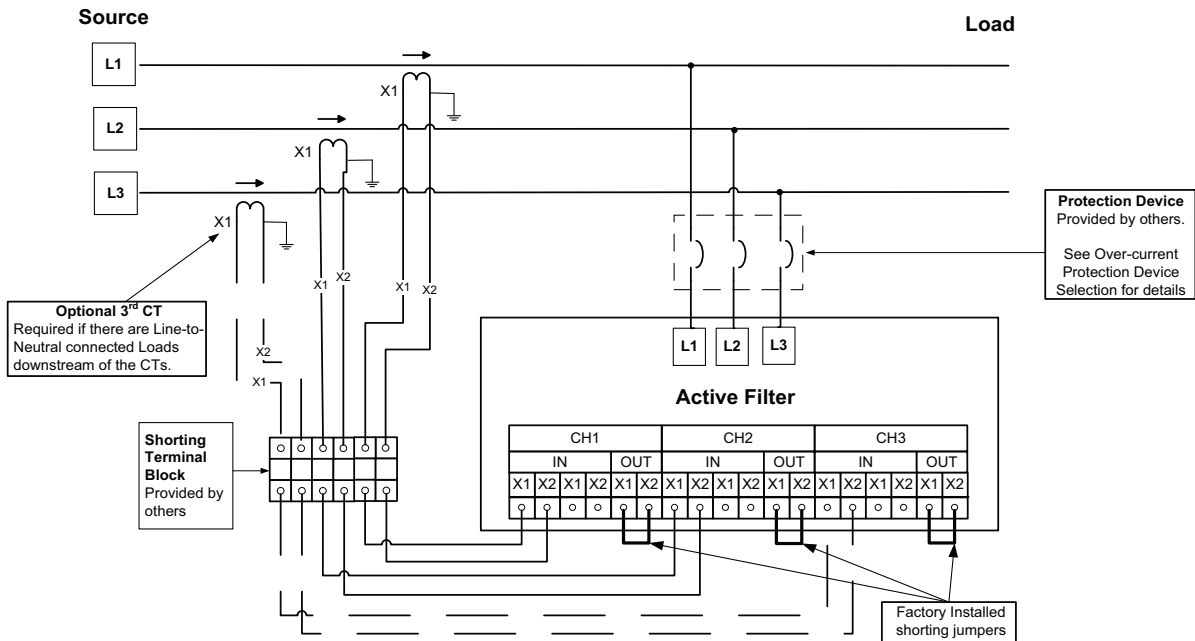 Source
Load
L1
L2
L3
X1
X1
X1
Protection Device
Provided by others.
See Over-current
Protection Device
Selection for details
Optional 3rd CT
Required if there are Line-to-
Neutral connected Loads
downstream of the CTs.
X1
X2
X1
X2
X2
X1
L1
L2
L3
Active Filter
CH1
CH2
CH3
IN
OUT
IN
OUT
IN
OUT
X1 X2 X1 X2 X1 X2 X1 X2 X1 X2 X1 X2 X1 X2 X1 X2 X1 X2
Shorting
Terminal
Block
Provided by
others
Factory Installed
shorting jumpers